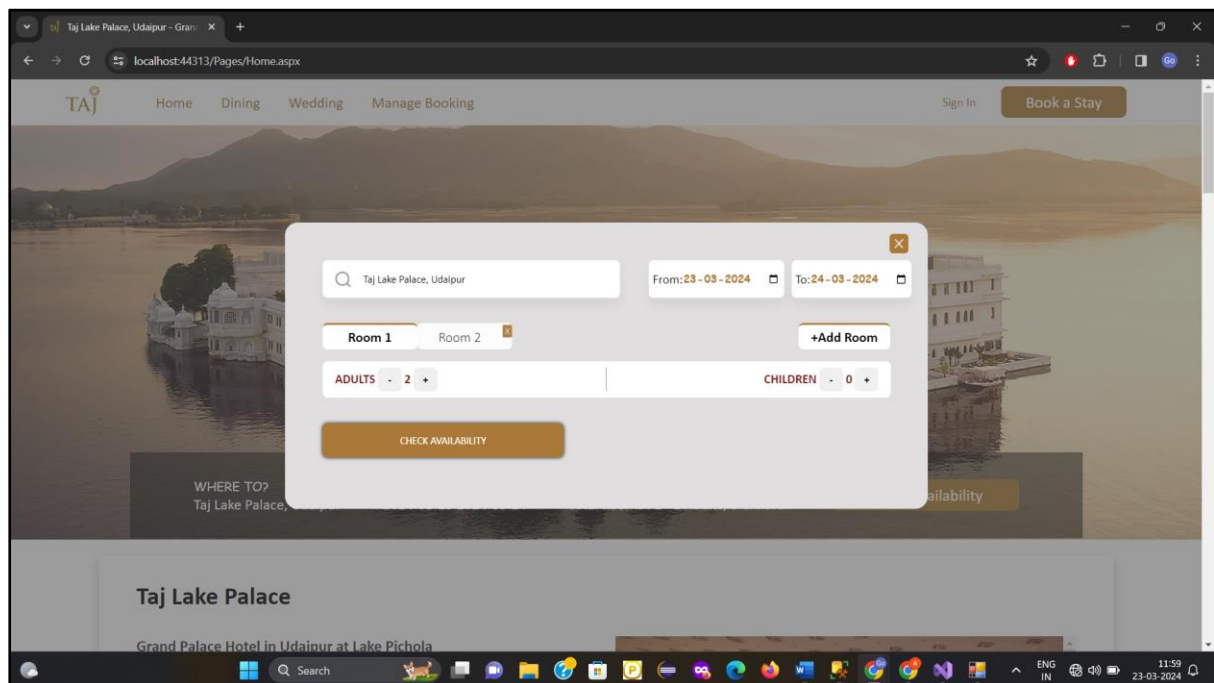 Taj Lake Palace, Udaipur - Gran
localhost:44313/Pages/Home.aspx
Go
TAJ Home Dining Wedding Manage Booking Sign In Book a Stay
X
Taj Lake Palace, Udaipur From:23-03-2024 To:24-03-2024
Room 1 Room 2 X +Add Room
ADULTS - 2 + CHILDREN - 0 +
CHECK AVAILABILITY
WHERE TO?
Taj Lake Palace, ailability
Taj Lake Palace
Grand Palace Hotel in Udaipur at Lake Pichola
Search ENG IN 11:59 23-03-2024